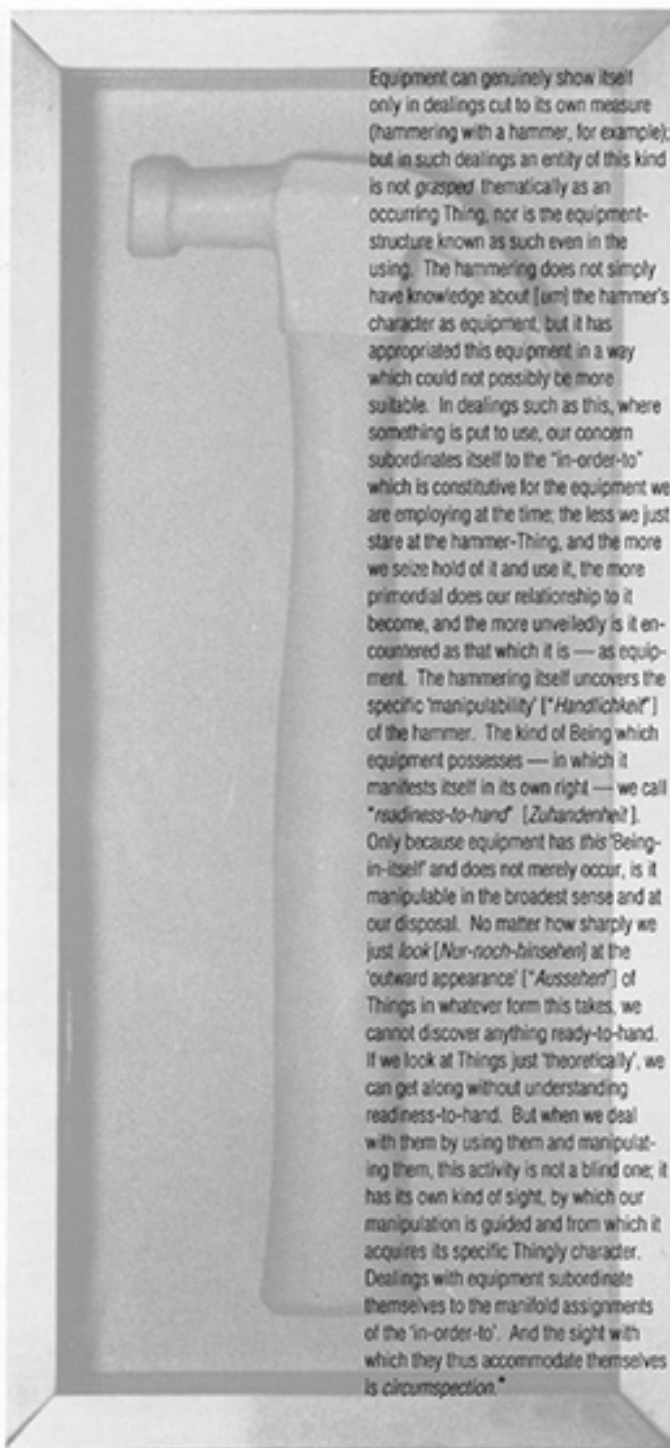 Equipment can genuinely show itself
only in dealings cut to its own measure
(hammering with a hammer, for example);
but in such dealings an entity of this kind
is not grasped thematically as an
occurring Thing, nor is the equipment-
structure known as such even in the
using. The hammering does not simply
have knowledge about [um] the hammer's
character as equipment, but it has
appropriated this equipment in a way
which could not possibly be more
suitable. In dealings such as this, where
something is put to use, our concern
subordinates itself to the "in-order-to"
which is constitutive for the equipment we
are employing at the time; the less we just
stare at the hammer-Thing, and the more
we seize hold of it and use it, the more
primordial does our relationship to it
become, and the more unveiledly is it en-
countered as that which it is — as equip-
ment. The hammering itself uncovers the
specific 'manipulability' ["Handlichkeit"]
of the hammer. The kind of Being which
equipment possesses — in which it
manifests itself in its own right — we call
"readiness-to-hand" [Zuhandenheit].
Only because equipment has this 'Being-
in-itself' and does not merely occur, is it
manipulable in the broadest sense and at
our disposal. No matter how sharply we
just look [Nur-noch-hinsehen] at the
'outward appearance' ["Aussehen"] of
Things in whatever form this takes, we
cannot discover anything ready-to-hand.
If we look at Things just 'theoretically', we
can get along without understanding
readiness-to-hand. But when we deal
with them by using them and manipulat-
ing them, this activity is not a blind one; it
has its own kind of sight, by which our
manipulation is guided and from which it
acquires its specific Thingly character.
Dealings with equipment subordinate
themselves to the manifold assignments
of the 'in-order-to'. And the sight with
which they thus accommodate themselves
is circumspection."